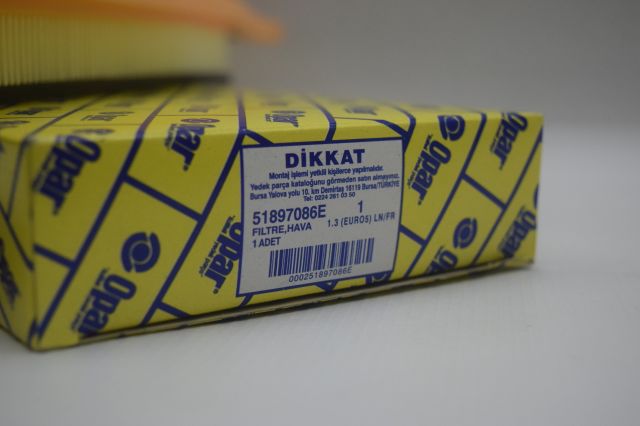 DİKKAT
Montaj işlemi yetkili kişilerce yapılmalıdır.
Yedek parça kataloğunu görmeden satın almayınız.
Bursa Yalova yolu 10. km Demirtaş 16119 Bursa/TÜRKİYE
Tel: 0224 261 03 50
51897086E 1
FILTRE,HAVA 1.3 (EURO5) LN/FR
1 ADET
000251897086E
Opar
Opar
Opar
Opar
Opar
Opar